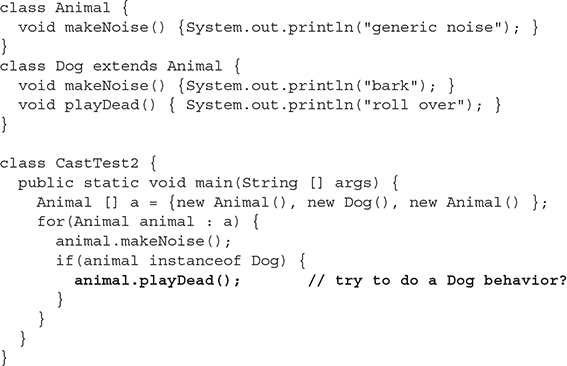 class Animal {
  void makeNoise() {System.out.println("generic noise"); }
}
class Dog extends Animal {
  void makeNoise() {System.out.println("bark"); }
  void playDead() { System.out.println("roll over"); }
}

class CastTest2 {
  public static void main(String [] args) {
    Animal [] a = {new Animal(), new Dog(), new Animal() };
    for(Animal animal : a) {
      animal.makeNoise();
      if(animal instanceof Dog) {
        animal.playDead();       // try to do a Dog behavior?
      }
    }
  }
}